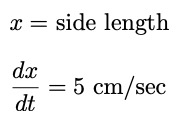 x = side length
dx/dt = 5 cm/sec